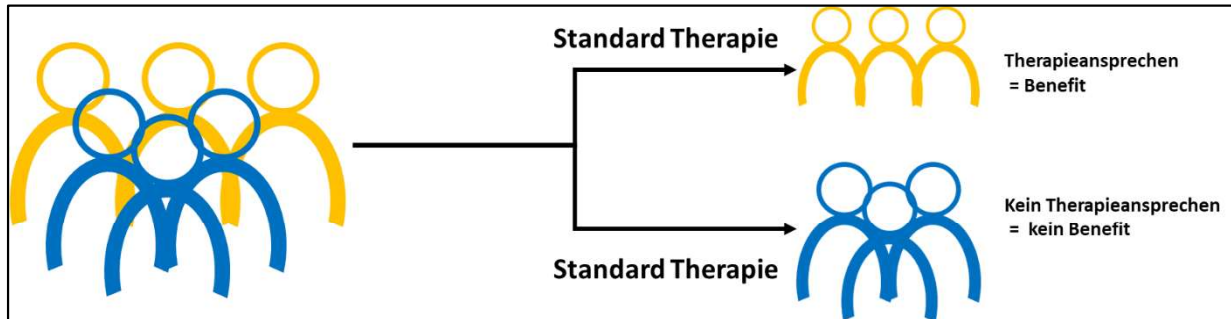 Standard Therapie
Therapieansprechen
= Benefit
Kein Therapieansprechen
= kein Benefit
Standard Therapie